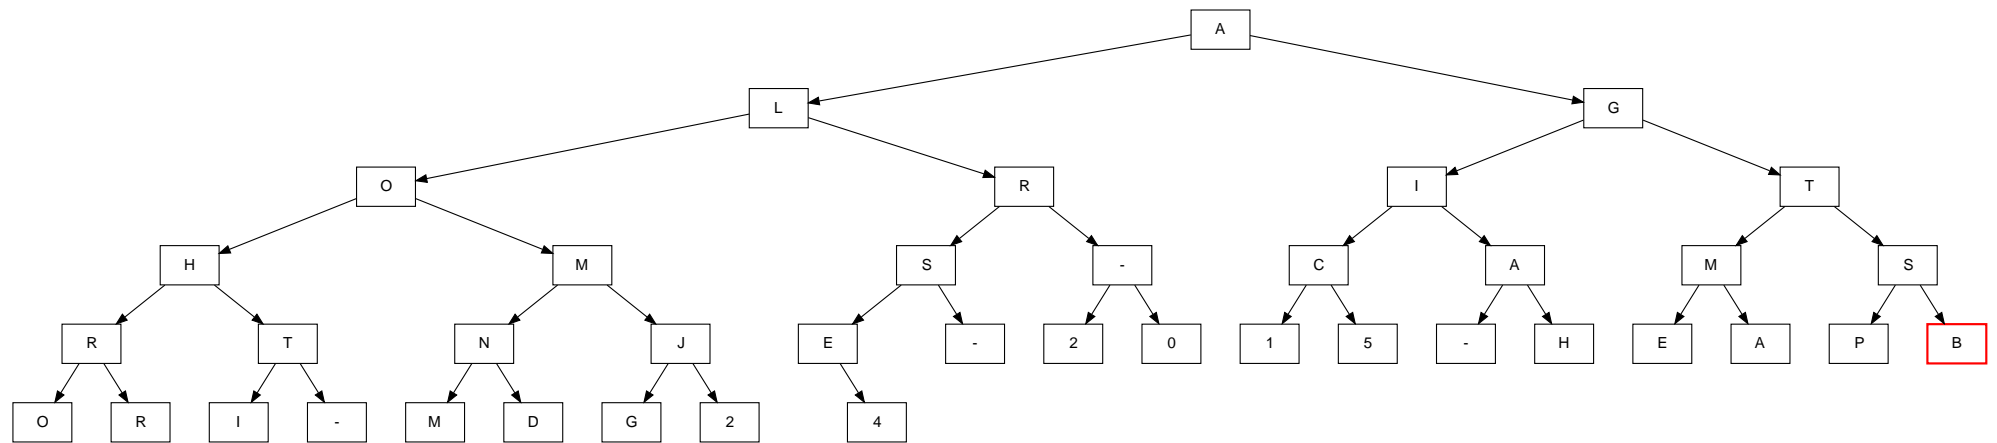 A
L G
O R I T
H M S - C A M S
R T N J E - 2 0 1 5 - H E A P B
O R I - M D G 2 4